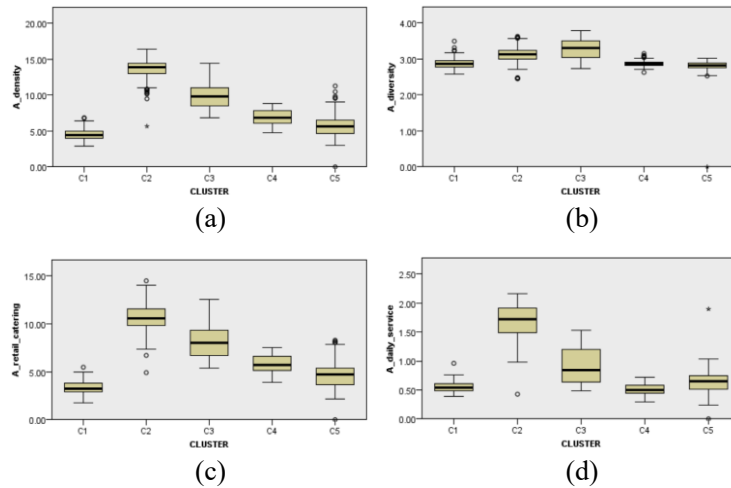 20.00
15.00
10.00
5.00
0.00
A_density
C1 C2 C3 C4 C5
CLUSTER
(a)
4.00
3.00
2.00
1.00
0.00
A_diversity
C1 C2 C3 C4 C5
CLUSTER
(b)
15.00
10.00
5.00
0.00
A_retail_catering
C1 C2 C3 C4 C5
CLUSTER
(c)
2.50
2.00
1.50
1.00
0.50
0.00
A_daily_service
C1 C2 C3 C4 C5
CLUSTER
(d)